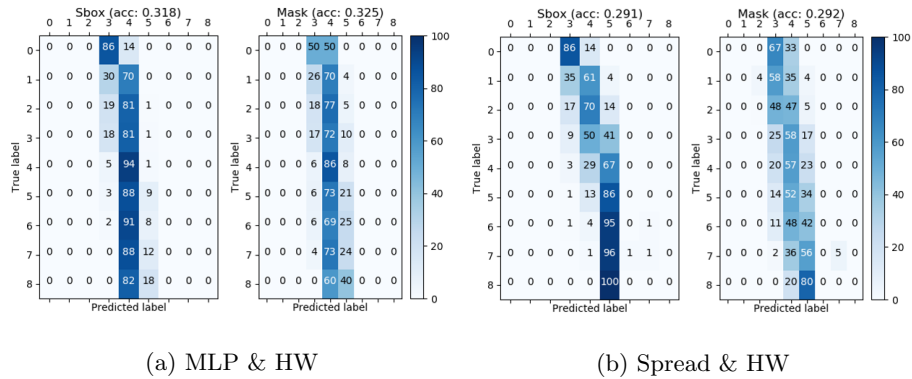 Sbox (acc: 0.318)
0 1 2 3 4 5 6 7 8
True label
0 0 0 0 86 14 0 0 0 0
1 0 0 0 30 70 0 0 0 0
2 0 0 0 19 81 1 0 0 0
3 0 0 0 18 81 1 0 0 0
4 0 0 0 5 94 1 0 0 0
5 0 0 0 3 88 9 0 0 0
6 0 0 0 2 91 8 0 0 0
7 0 0 0 0 88 12 0 0 0
8 0 0 0 0 82 18 0 0 0
Predicted label
Mask (acc: 0.325)
0 1 2 3 4 5 6 7 8
True label
0 0 0 50 50 0 0 0 0
0 0 0 26 70 4 0 0 0
0 0 0 18 77 5 0 0 0
0 0 0 17 72 10 0 0 0
0 0 0 6 86 8 0 0 0
0 0 0 6 73 21 0 0 0
0 0 0 6 69 25 0 0 0
0 0 0 4 73 24 0 0 0
0 0 0 0 60 40 0 0 0
Predicted label
100
80
60
40
20
0
(a) MLP & HW
Sbox (acc: 0.291)
0 1 2 3 4 5 6 7 8
True label
0 0 0 0 86 14 0 0 0 0
1 0 0 0 35 61 4 0 0 0
2 0 0 0 17 70 14 0 0 0
3 0 0 0 9 50 41 0 0 0
4 0 0 0 3 29 67 0 0 0
5 0 0 0 1 13 86 0 0 0
6 0 0 0 1 4 95 0 1 0
7 0 0 0 0 1 96 1 1 0
8 0 0 0 0 0 100 0 0 0
Predicted label
Mask (acc: 0.292)
0 1 2 3 4 5 6 7 8
True label
0 0 0 67 33 0 0 0 0
0 0 4 58 35 4 0 0 0
0 0 0 48 47 5 0 0 0
0 0 0 25 58 17 0 0 0
0 0 0 20 57 23 0 0 0
0 0 0 14 52 34 0 0 0
0 0 0 11 48 42 0 0 0
0 0 0 2 36 56 0 5 0
0 0 0 0 20 80 0 0 0
Predicted label
100
80
60
40
20
0
(b) Spread & HW